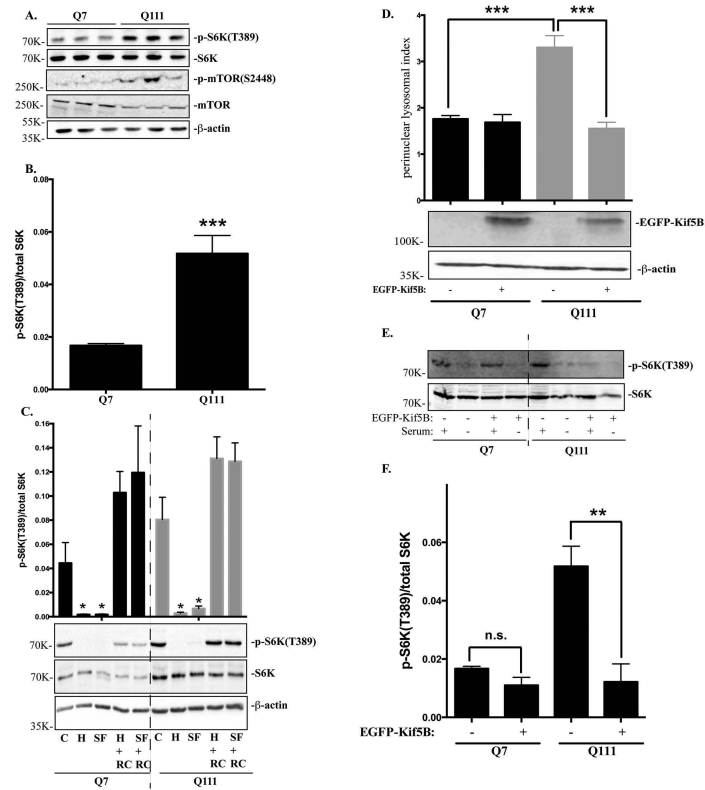 A.
Q7 Q111
70K- -p-S6K(T389)
70K- -S6K
-p-mTOR(S2448)
250K-
250K- -mTOR
55K-
35K- -β-actin
B.
p-S6K(T389)/total S6K
0.08
0.06
0.04
0.02
0.00
***
Q7 Q111
C.
p-S6K(T389)/total S6K
0.20
0.18
0.16
0.14
0.12
0.10
0.08
0.06
0.04
0.02
0.00
* * * *
70K- -p-S6K(T389)
70K- -S6K
-β-actin
35K-
C H SF H SF C H SF H SF
+ + + +
RC RC RC RC
Q7 Q111
D.
perinuclear lysosomal index
4
3
2
1
0
*** ***
-EGFP-Kif5B
100K-
35K- -β-actin
EGFP-Kif5B: - + - +
Q7 Q111
E.
70K- -p-S6K(T389)
70K- -S6K
EGFP-Kif5B: - - + + - - + +
Serum: + - + - + - + -
Q7 Q111
F.
p-S6K(T389)/total S6K
0.06
0.04
0.02
0.00
n.s. **
EGFP-Kif5B: - + - +
Q7 Q111